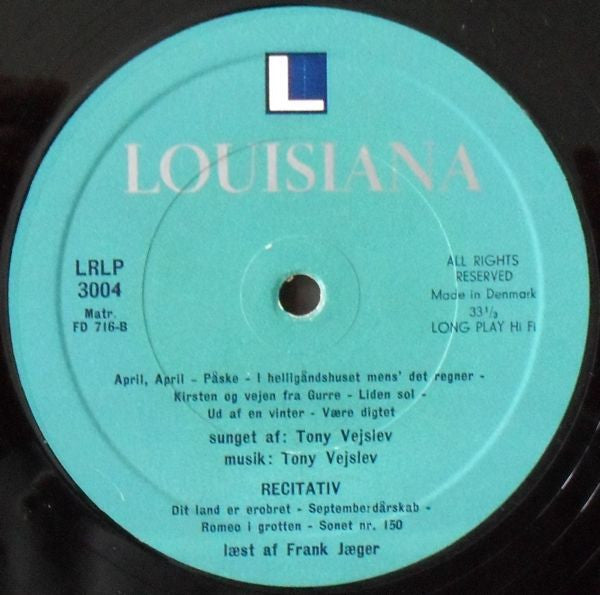 L
LOUISIANA
LRLP
3004
Matr.
FD 716-B
ALL RIGHTS
RESERVED
Made in Denmark
33 1/3
LONG PLAY Hi Fi
April, April - Påske - I helligåndshuset mens' det regner -
Kirsten og vejen fra Gurre - Liden sol -
Ud af en vinter - Være digtet
sunget af: Tony Vejslev
musik: Tony Vejslev
RECITATIV
Dit land er erobret - Septemberdårskab -
Romeo i grotten - Sonet nr. 150
læst af Frank Jæger